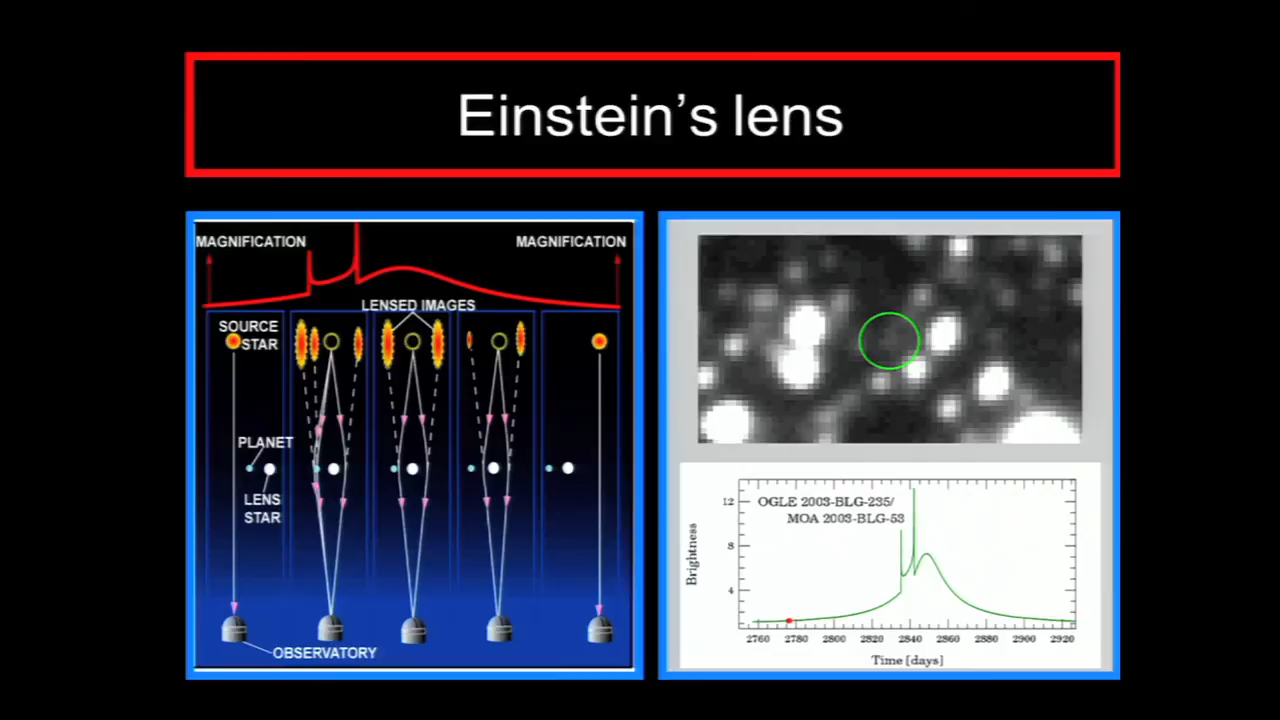 Einstein's lens
MAGNIFICATION
MAGNIFICATION
LENSED IMAGES
SOURCE
STAR
PLANET
LENS
STAR
OBSERVATORY
OGLE 2003-BLG-235/
MOA 2003-BLG-53
12
8
4
Brightness
2760 2780 2800 2820 2840 2860 2880 2900 2920
Time [days]